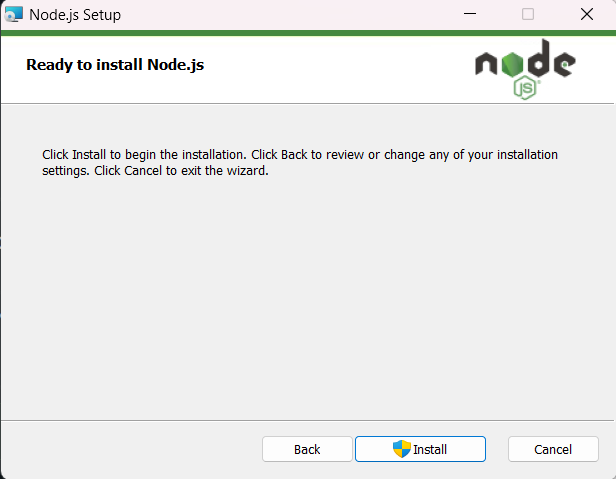 Node.js Setup
Ready to install Node.js
node
JS
Click Install to begin the installation. Click Back to review or change any of your installation
settings. Click Cancel to exit the wizard.
Back
Install
Cancel